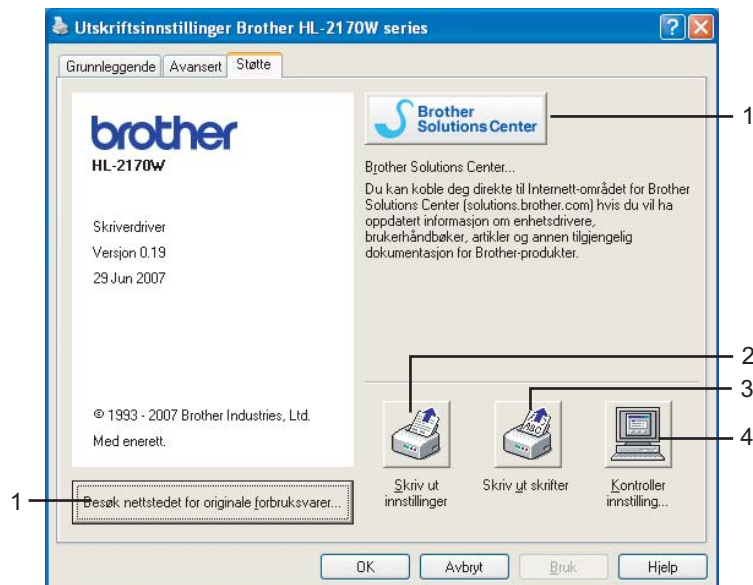 Utskriftsinnstillinger Brother HL-2170W series
Grunnleggende Avansert Støtte
brother
HL-2170W
Skriverdriver
Versjon 0.19
29 Jun 2007
© 1993 - 2007 Brother Industries, Ltd.
Med enerett.
1
Besøk nettstedet for originale forbruksvarer...
Brother
Solutions Center
1
Brother Solutions Center...
Du kan koble deg direkte til Internett-området for Brother
Solutions Center (solutions.brother.com) hvis du vil ha
oppdatert informasjon om enhetsdrivere,
brukerhåndbøker, artikler og annen tilgjengelig
dokumentasjon for Brother-produkter.
2
3
4
Skriv ut
innstillinger
Skriv ut skrifter
Kontroller
innstilling...
OK Avbryt Bruk Hjelp